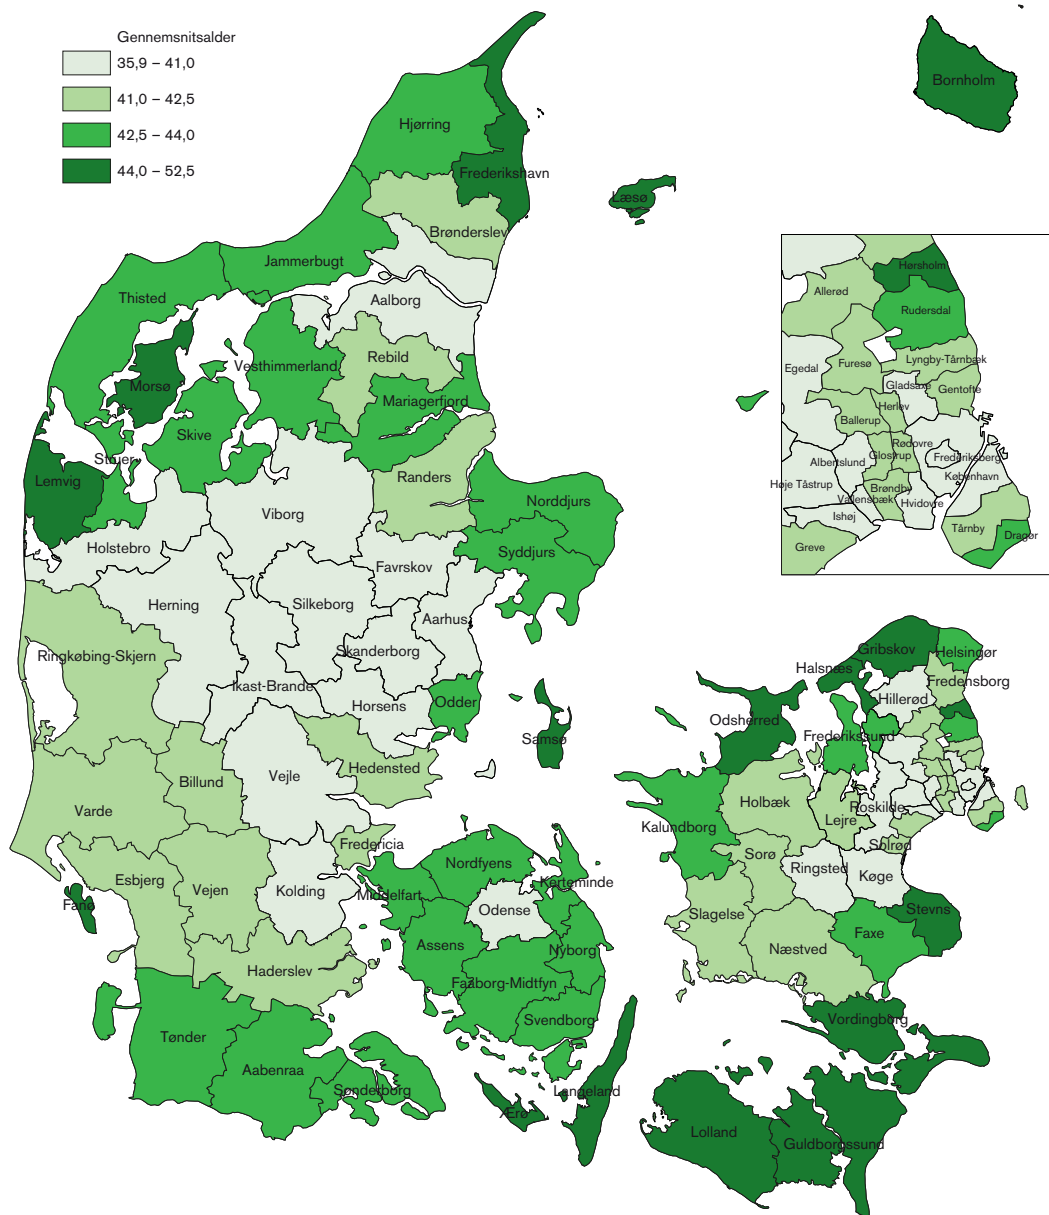 Gennemsnitsalder
35,9 – 41,0
41,0 – 42,5
42,5 – 44,0
44,0 – 52,5
Bornholm
Hjørring
Frederikshavn
Læsø
Brønderslev
Jammerbugt
Thisted
Aalborg
Rebild
Vesthimmerland
Morsø
Mariagerfjord
Skive
Struer
Lemvig
Randers
Norddjurs
Viborg
Holstebro
Syddjurs
Favrskov
Herning
Silkeborg
Aarhus
Skanderborg
Ringkøbing-Skjern
Ikast-Brande
Horsens
Odder
Samsø
Hedensted
Vejle
Billund
Varde
Fredericia
Esbjerg
Vejen
Kolding
Fanø
Haderslev
Tønder
Aabenraa
Sønderborg
Nordfyens
Middelfart
Kerteminde
Odense
Assens
Nyborg
Faaborg-Midtfyn
Svendborg
Langeland
Ærø
Hørsholm
Allerød
Rudersdal
Egedal
Furesø
Lyngby-Tårnbæk
Gladsaxe
Gentofte
Herlev
Ballerup
Rødovre
Glostrup
Frederiksberg
Albertslund
København
Høje Tåstrup
Brøndby
Vallensbæk
Hvidovre
Ishøj
Tårnby
Dragør
Greve
Gribskov
Helsingør
Halsnæs
Fredensborg
Hillerød
Odsherred
Frederikssund
Holbæk
Roskilde
Lejre
Kalundborg
Solrød
Sorø
Ringsted
Køge
Stevns
Slagelse
Faxe
Næstved
Vordingborg
Lolland
Guldborgssund